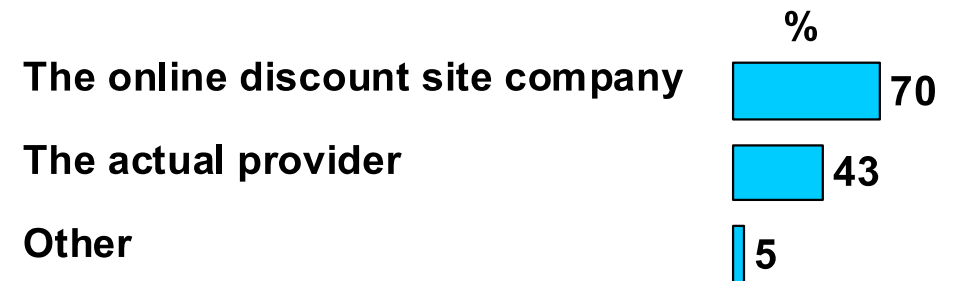 %
The online discount site company 70
The actual provider 43
Other 5